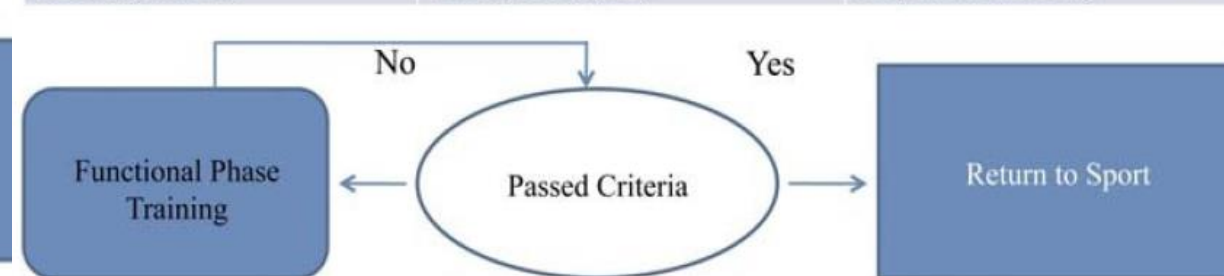 No
Yes
Functional Phase
Training
Passed Criteria
Return to Sport